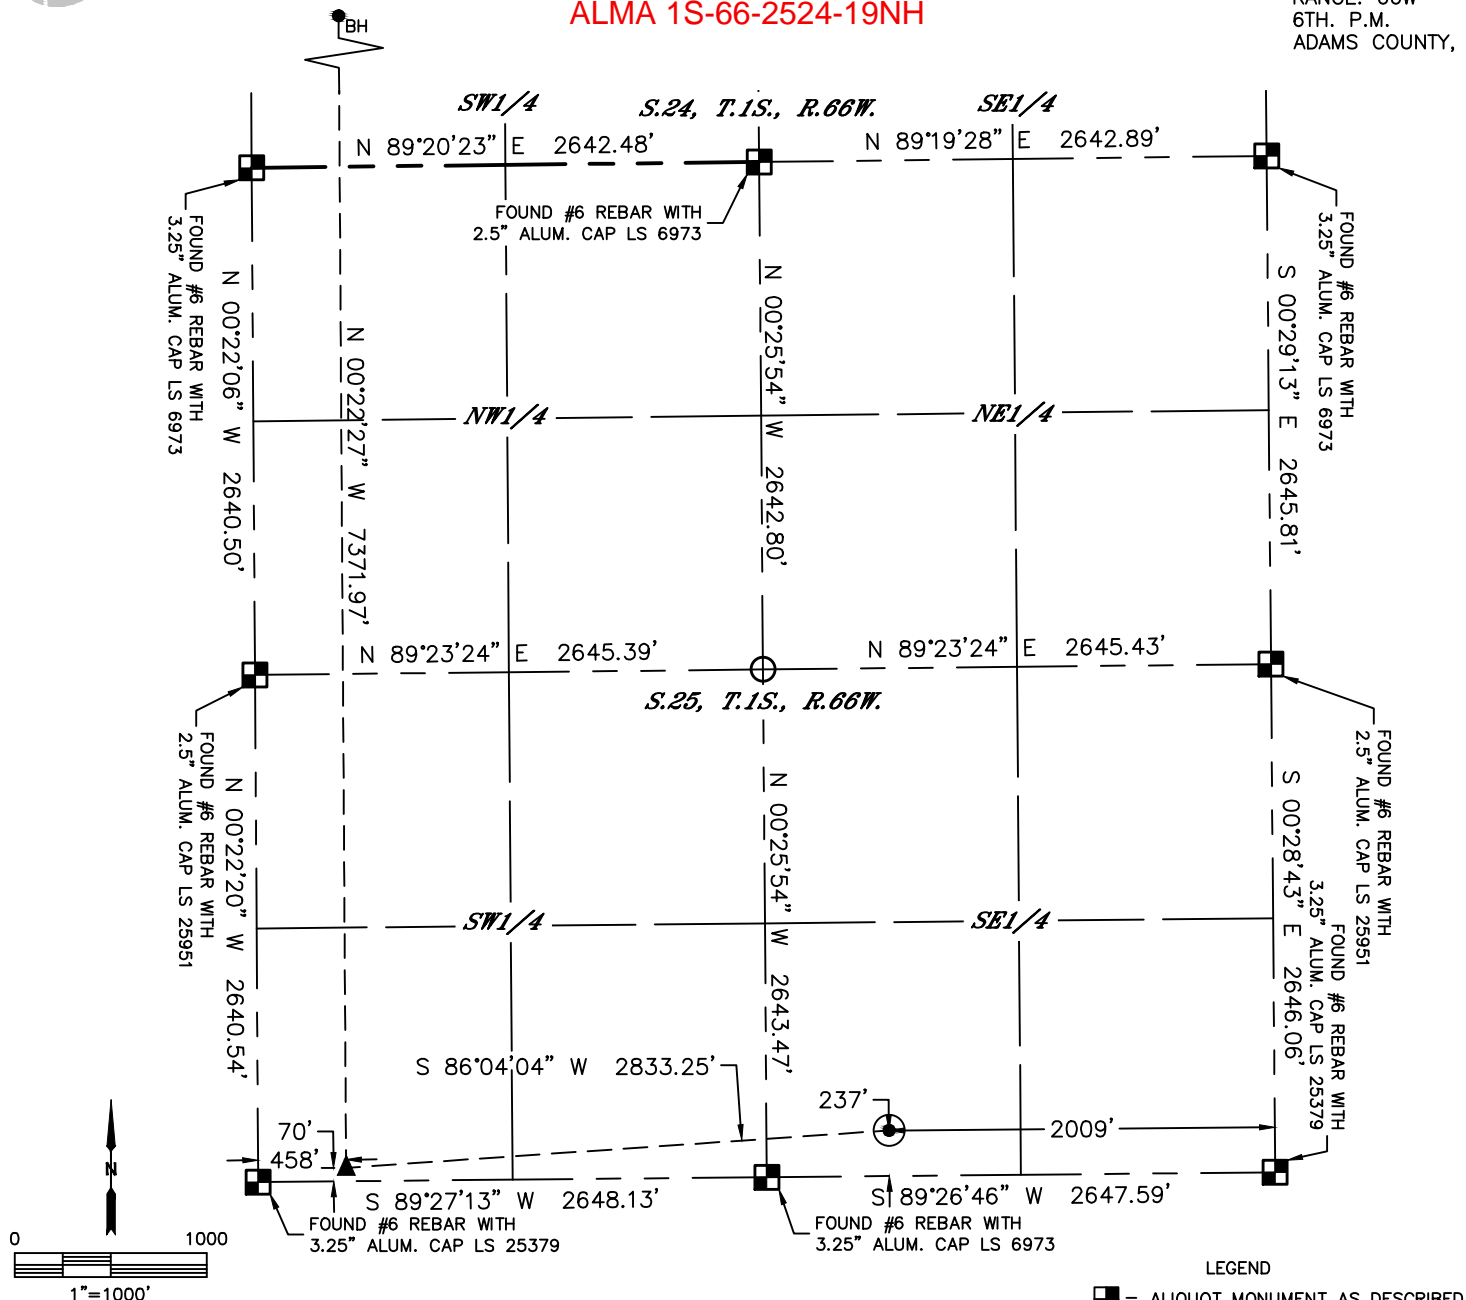 ALMA 1S-66-2524-19NH
6TH. P.M.
ADAMS COUNTY,
BH
SW1/4
S.24, T.1S., R.66W.
SE1/4
N 89°20'23" E 2642.48'
N 89°19'28" E 2642.89'
FOUND #6 REBAR WITH
2.5" ALUM. CAP LS 6973
FOUND #6 REBAR WITH
3.25" ALUM. CAP LS 6973
N 00°22'06" W 2640.50'
N 00°22'27" W 7371.97'
N 00°25'54" W 2642.80'
S 00°29'13" E 2645.81'
FOUND #6 REBAR WITH
3.25" ALUM. CAP LS 6973
NW1/4
NE1/4
N 89°23'24" E 2645.39'
N 89°23'24" E 2645.43'
S.25, T.1S., R.66W.
FOUND #6 REBAR WITH
2.5" ALUM. CAP LS 25951
N 00°22'20" W 2640.54'
N 00°25'54" W 2643.47'
S 00°28'43" E 2646.06'
FOUND #6 REBAR WITH
2.5" ALUM. CAP LS 25951
SW1/4
SE1/4
FOUND #6 REBAR WITH
3.25" ALUM. CAP LS 25379
S 86°04'04" W 2833.25'
237'
2009'
70'
458'
N
S 89°27'13" W 2648.13'
S 89°26'46" W 2647.59'
FOUND #6 REBAR WITH
3.25" ALUM. CAP LS 25379
FOUND #6 REBAR WITH
3.25" ALUM. CAP LS 6973
0 1000
1"=1000'
LEGEND
= ALIQUOT MONUMENT AS DESCRIBED